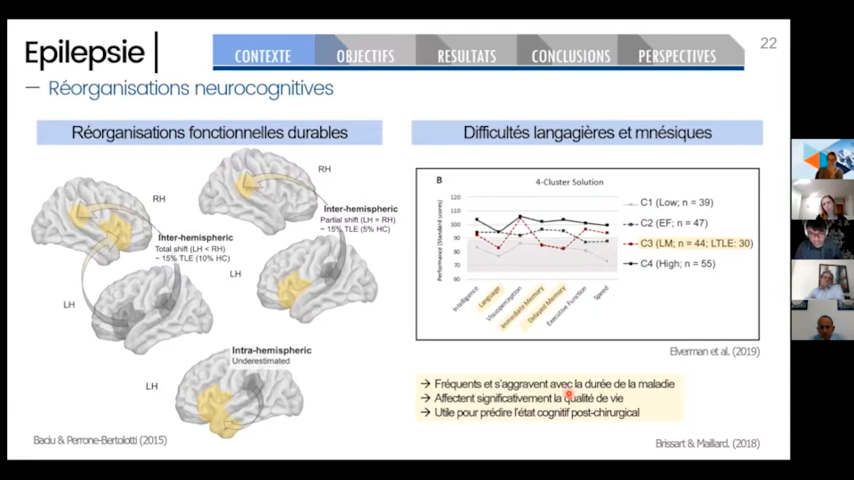 Epilepsie
CONTEXTE
OBJECTIFS
RESULTATS
CONCLUSIONS
PERSPECTIVES
22
— Réorganisations neurocognitives
Réorganisations fonctionnelles durables
RH
RH
Inter-hemispheric
Partial shift (LH = RH)
~ 15% TLE (5% HC)
Inter-hemispheric
Total shift (LH < RH)
~ 15% TLE (10% HC)
LH
LH
Intra-hemispheric
Underestimated
LH
Baciu & Perrone-Bertolotti (2015)
Difficultés langagières et mnésiques
B
4-Cluster Solution
Performance (Standard scores)
120
110
100
90
80
70
60
Intelligence
Language
Visuoperception
Immediate Memory
Delayed Memory
Executive Function
Speed
C1 (Low; n = 39)
C2 (EF; n = 47)
C3 (LM; n = 44; LTLE: 30)
C4 (High; n = 55)
Elverman et al. (2019)
→ Fréquents et s'aggravent avec la durée de la maladie
→ Affectent significativement la qualité de vie
→ Utile pour prédire l'état cognitif post-chirurgical
Brissart & Maillard. (2018)